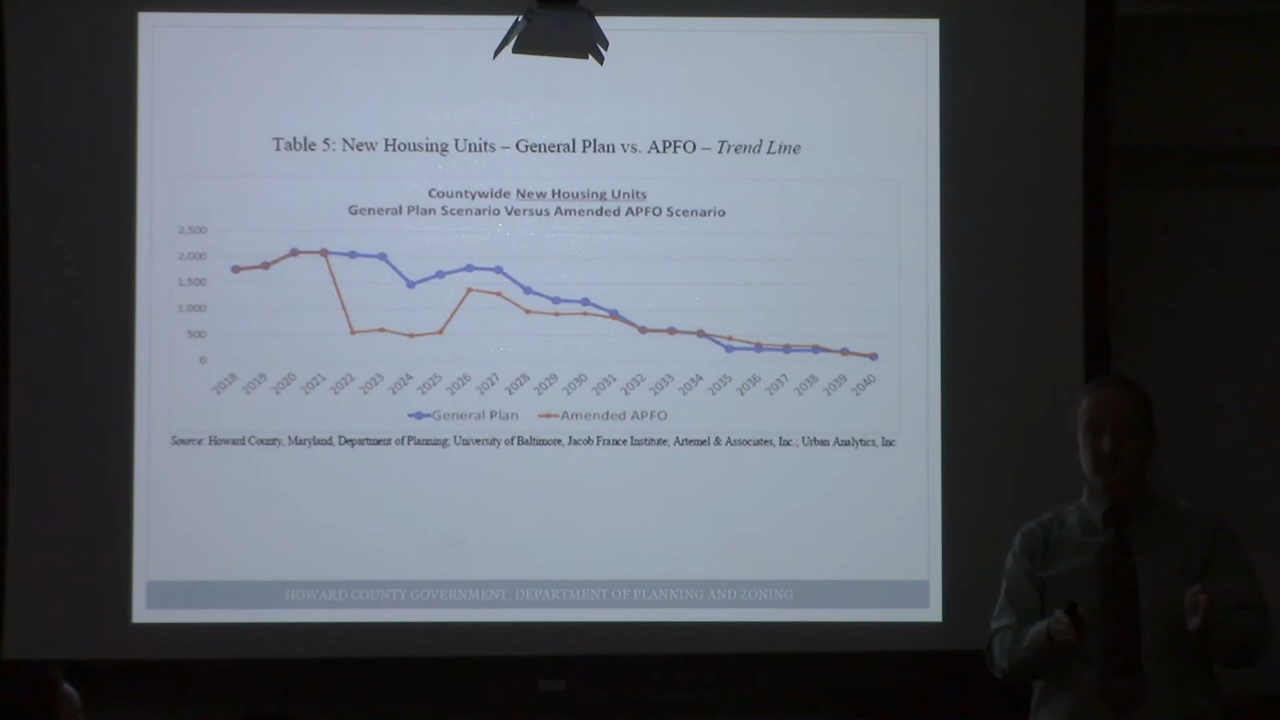 Table 5: New Housing Units – General Plan vs. APFO – Trend Line
Countywide New Housing Units
General Plan Scenario Versus Amended APFO Scenario
2,500
2,000
1,500
1,000
500
0
2018 2019 2020 2021 2022 2023 2024 2025 2026 2027 2028 2029 2030 2031 2032 2033 2034 2035 2036 2037 2038 2039 2040
General Plan Amended APFO
Source: Howard County, Maryland, Department of Planning; University of Baltimore, Jacob France Institute; Artemel & Associates, Inc.; Urban Analytics, Inc.
HOWARD COUNTY GOVERNMENT, DEPARTMENT OF PLANNING AND ZONING